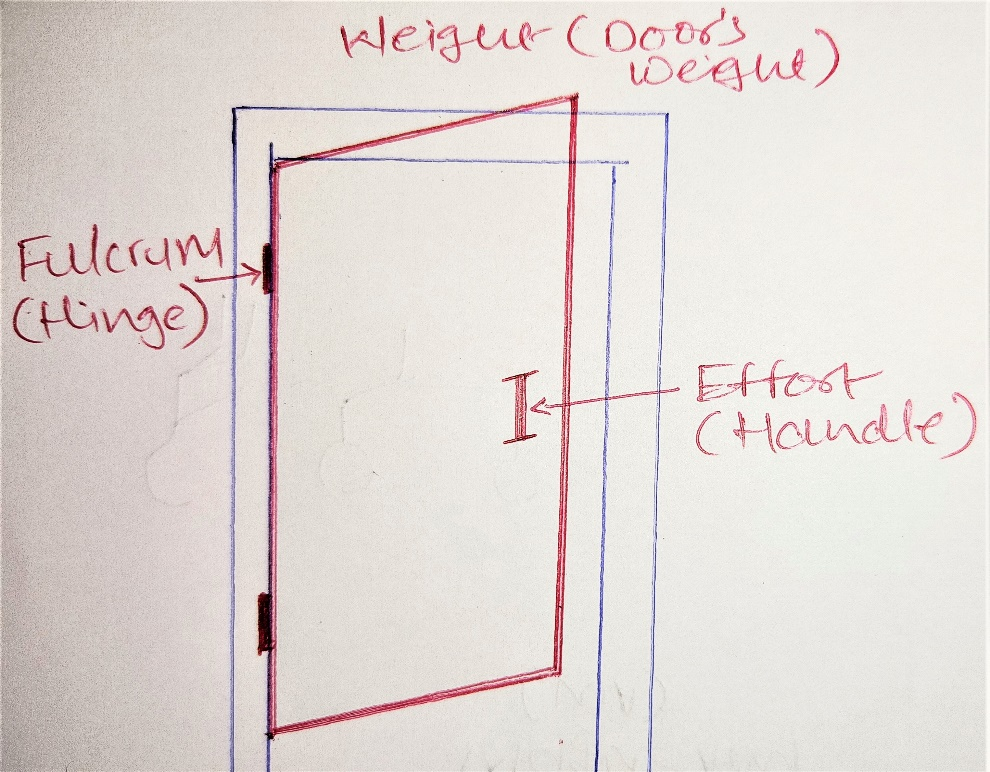 Weight (Door's
Weight)
Fulcrum
(Hinge)
Effort
(Handle)